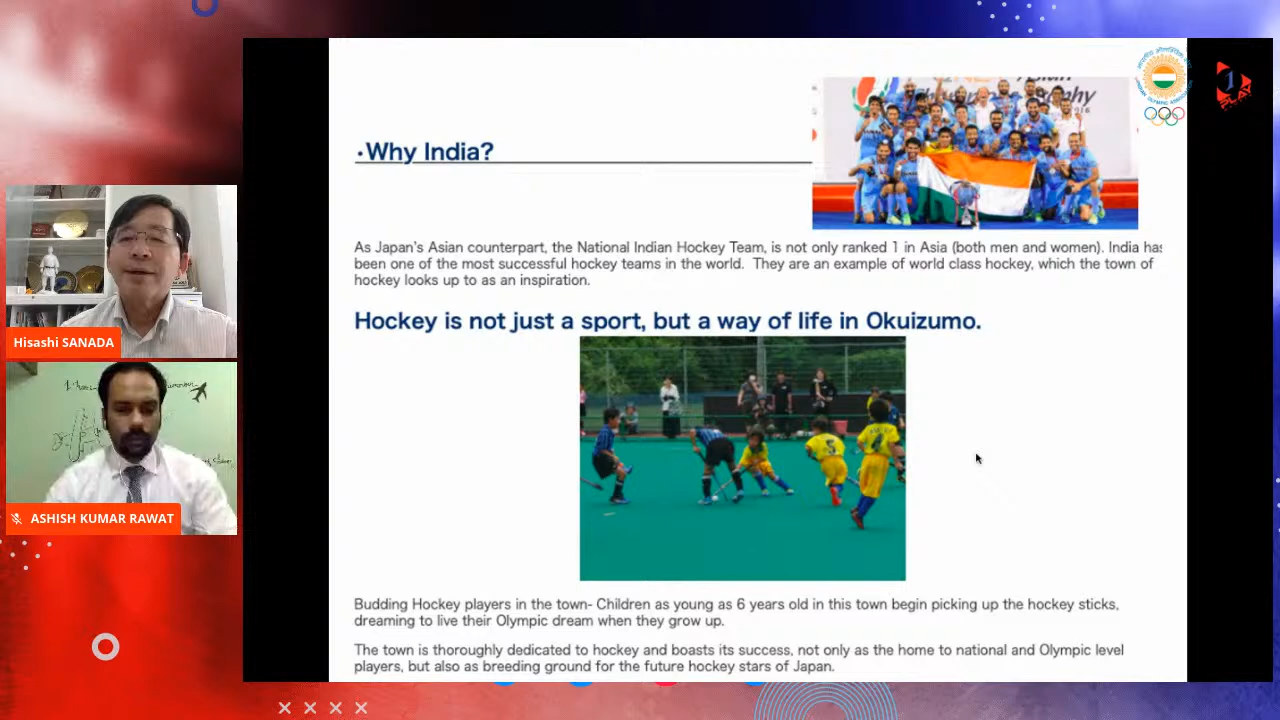 ·Why India?
As Japan's Asian counterpart, the National Indian Hockey Team, is not only ranked 1 in Asia (both men and women). India has
been one of the most successful hockey teams in the world. They are an example of world class hockey, which the town of
hockey looks up to as an inspiration.
Hockey is not just a sport, but a way of life in Okuizumo.
Budding Hockey players in the town- Children as young as 6 years old in this town begin picking up the hockey sticks,
dreaming to live their Olympic dream when they grow up.
The town is thoroughly dedicated to hockey and boasts its success, not only as the home to national and Olympic level
players, but also as breeding ground for the future hockey stars of Japan.
Hisashi SANADA
ASHISH KUMAR RAWAT
1
PLAY